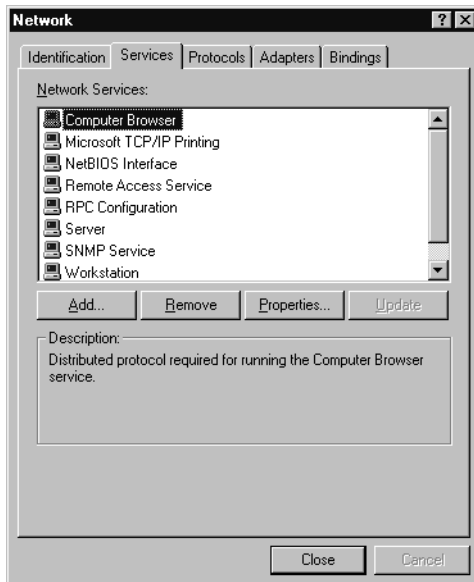 Network
Identification Services Protocols Adapters Bindings
Network Services:
Computer Browser
Microsoft TCP/IP Printing
NetBIOS Interface
Remote Access Service
RPC Configuration
Server
SNMP Service
Workstation
Add... Remove Properties... Update
Description:
Distributed protocol required for running the Computer Browser
service.
Close Cancel